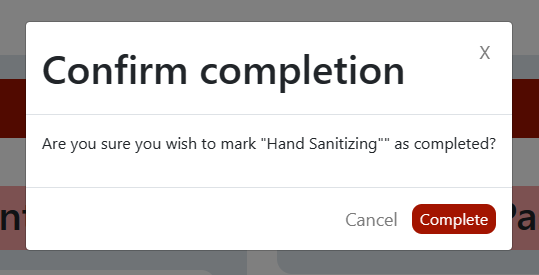 Confirm completion
X
Are you sure you wish to mark "Hand Sanitizing"" as completed?
Cancel
Complete